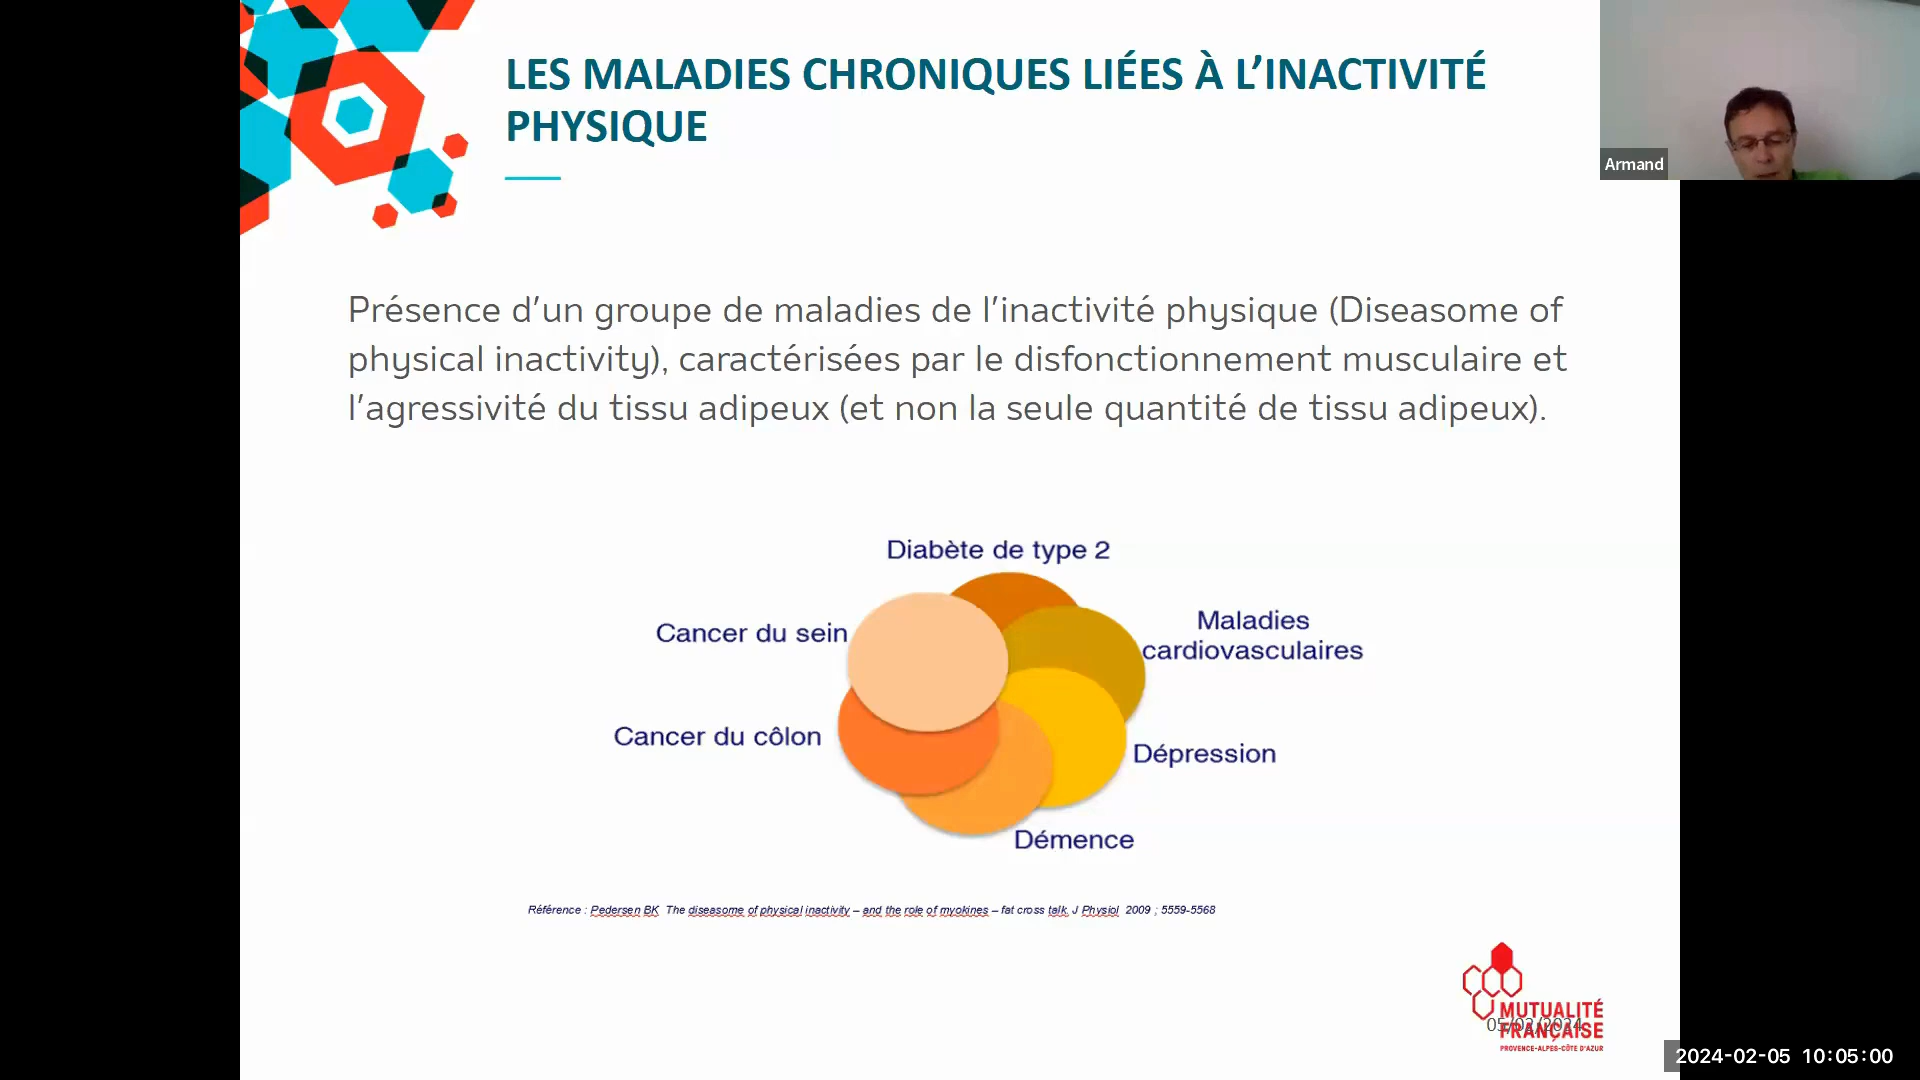 LES MALADIES CHRONIQUES LIÉES À L’INACTIVITÉ
PHYSIQUE
Armand
Présence d’un groupe de maladies de l’inactivité physique (Diseasome of
physical inactivity), caractérisées par le disfonctionnement musculaire et
l’agressivité du tissu adipeux (et non la seule quantité de tissu adipeux).
Diabète de type 2
Cancer du sein
Maladies
cardiovasculaires
Cancer du côlon
Dépression
Démence
Référence : Pedersen BK The diseasome of physical inactivity – and the role of myokines – fat cross talk. J Physiol 2009 ; 5559-5568
MUTUALITÉ
05/02/2024
FRANÇAISE
PROVENCE-ALPES-CÔTE D'AZUR
2024-02-05 10:05:00